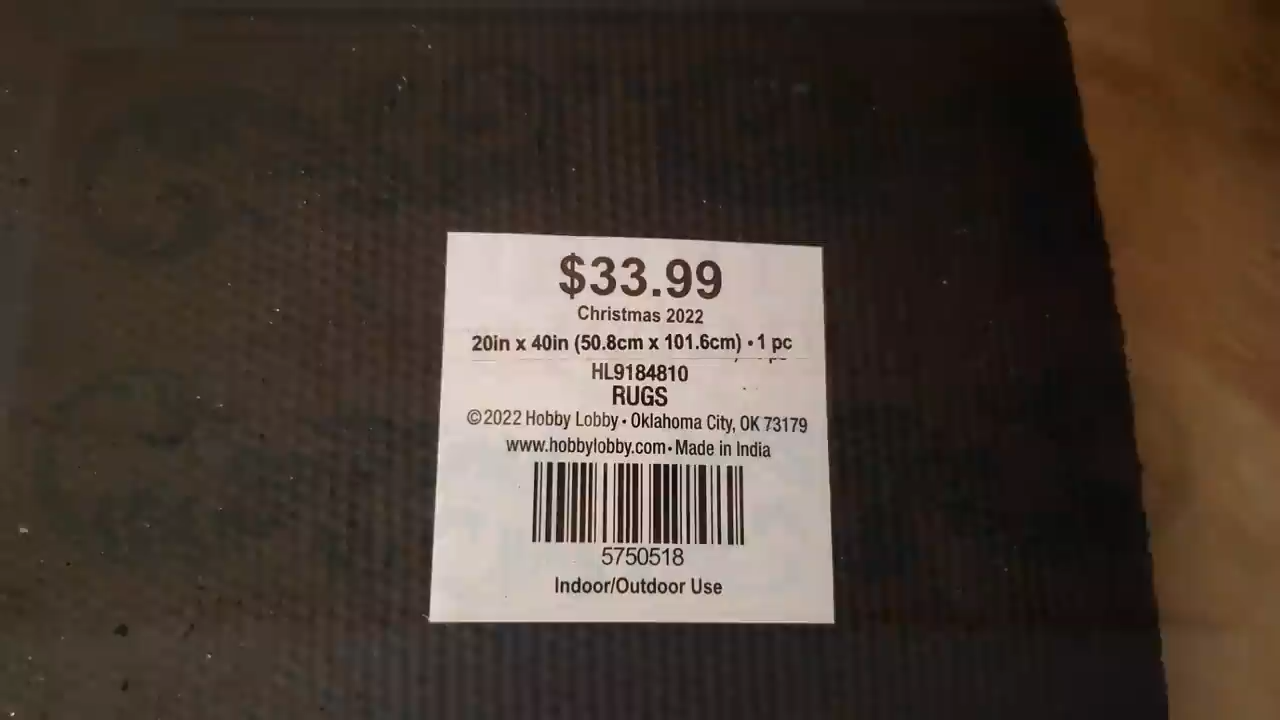 $33.99
Christmas 2022
20in x 40in (50.8cm x 101.6cm) • 1 pc
HL9184810
RUGS
©2022 Hobby Lobby • Oklahoma City, OK 73179
www.hobbylobby.com • Made in India
5750518
Indoor/Outdoor Use